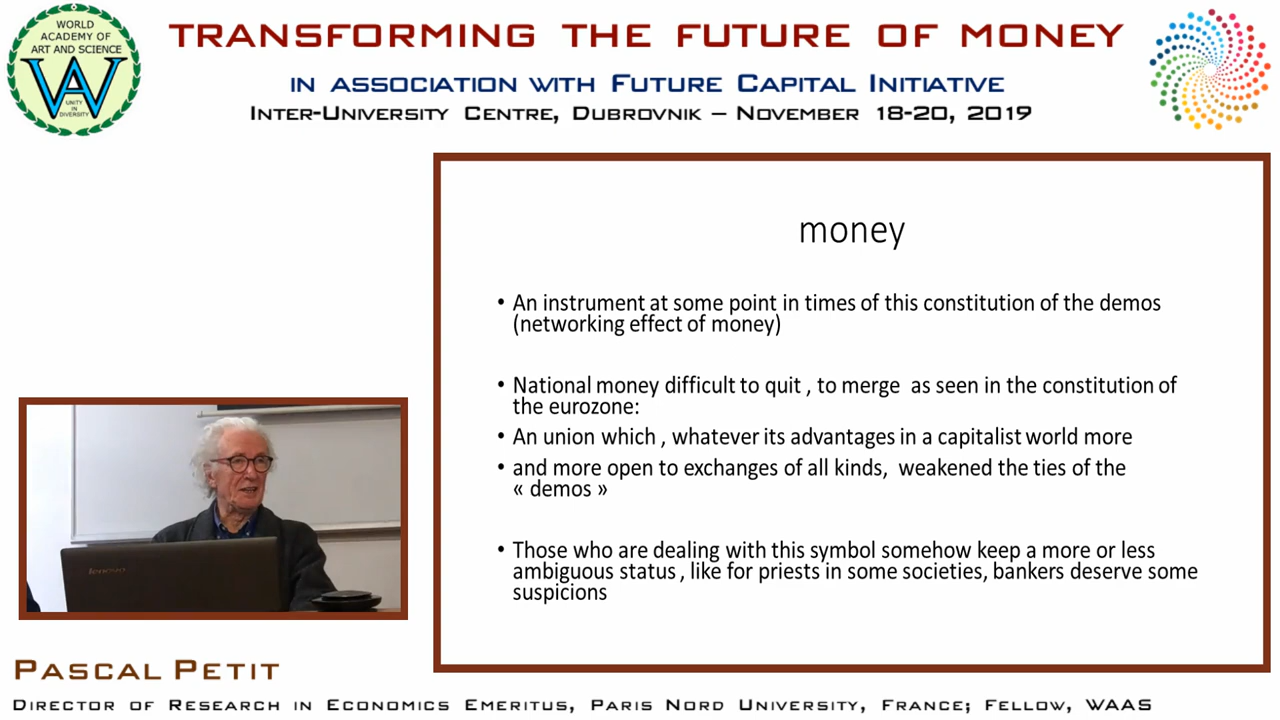 WORLD
ACADEMY OF
ART AND SCIENCE
WA
UNITY
IN
DIVERSITY
TRANSFORMING THE FUTURE OF MONEY
IN ASSOCIATION WITH FUTURE CAPITAL INITIATIVE
INTER-UNIVERSITY CENTRE, DUBROVNIK – NOVEMBER 18-20, 2019
money
• An instrument at some point in times of this constitution of the demos
(networking effect of money)
• National money difficult to quit , to merge as seen in the constitution of
the eurozone:
• An union which , whatever its advantages in a capitalist world more
• and more open to exchanges of all kinds, weakened the ties of the
« demos »
• Those who are dealing with this symbol somehow keep a more or less
ambiguous status , like for priests in some societies, bankers deserve some
suspicions
lenovo
PASCAL PETIT
DIRECTOR OF RESEARCH IN ECONOMICS EMERITUS, PARIS NORD UNIVERSITY, FRANCE; FELLOW, WAAS